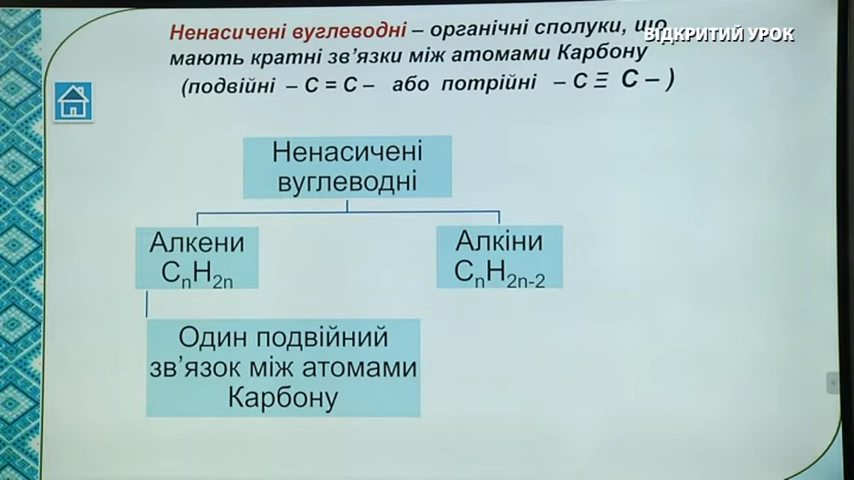 Ненасичені вуглеводні – органічні сполуки, що
мають кратні зв’язки між атомами Карбону
(подвійні – С = С – або потрійні – С Ξ С – )
ВІДКРИТИЙ УРОК
Ненасичені
вуглеводні
Алкени
CnH2n
Алкіни
CnH2n-2
Один подвійний
зв’язок між атомами
Карбону